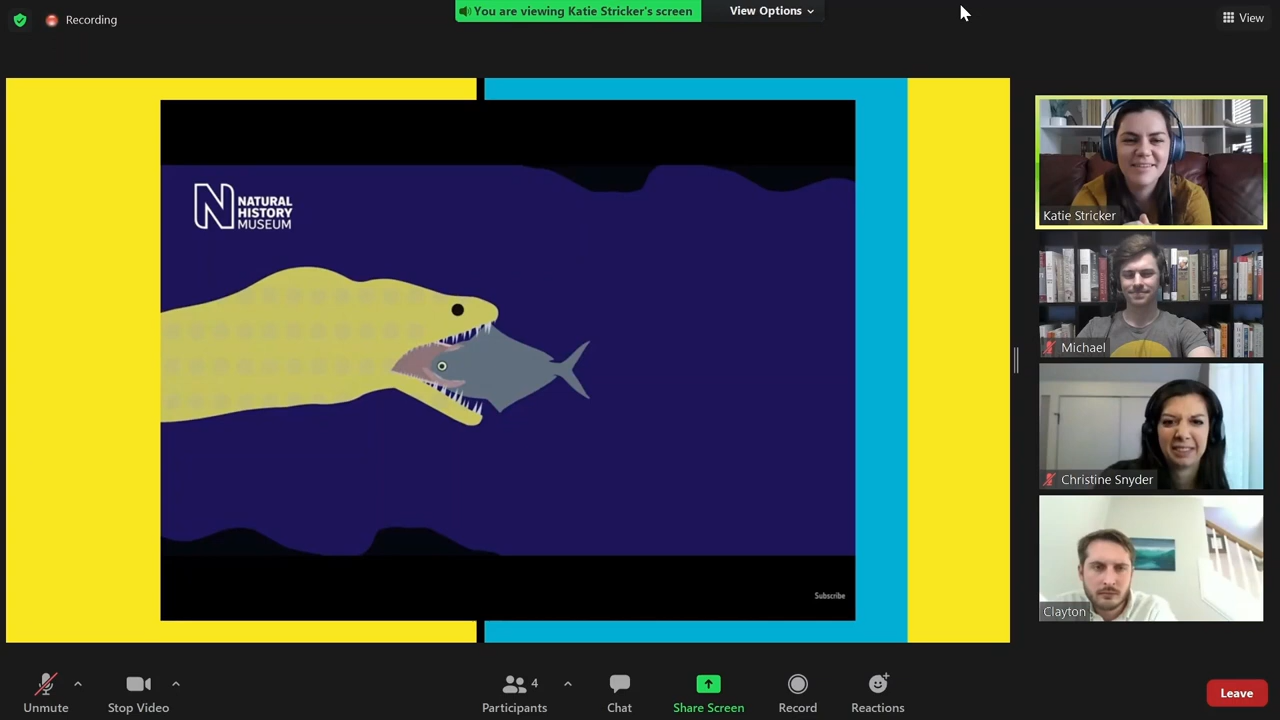 Recording
You are viewing Katie Stricker's screen
View Options
View
NATURAL
HISTORY
MUSEUM
Subscribe
Katie Stricker
Michael
Christine Snyder
Clayton
Unmute
Stop Video
Participants
4
Chat
Share Screen
Record
Reactions
Leave